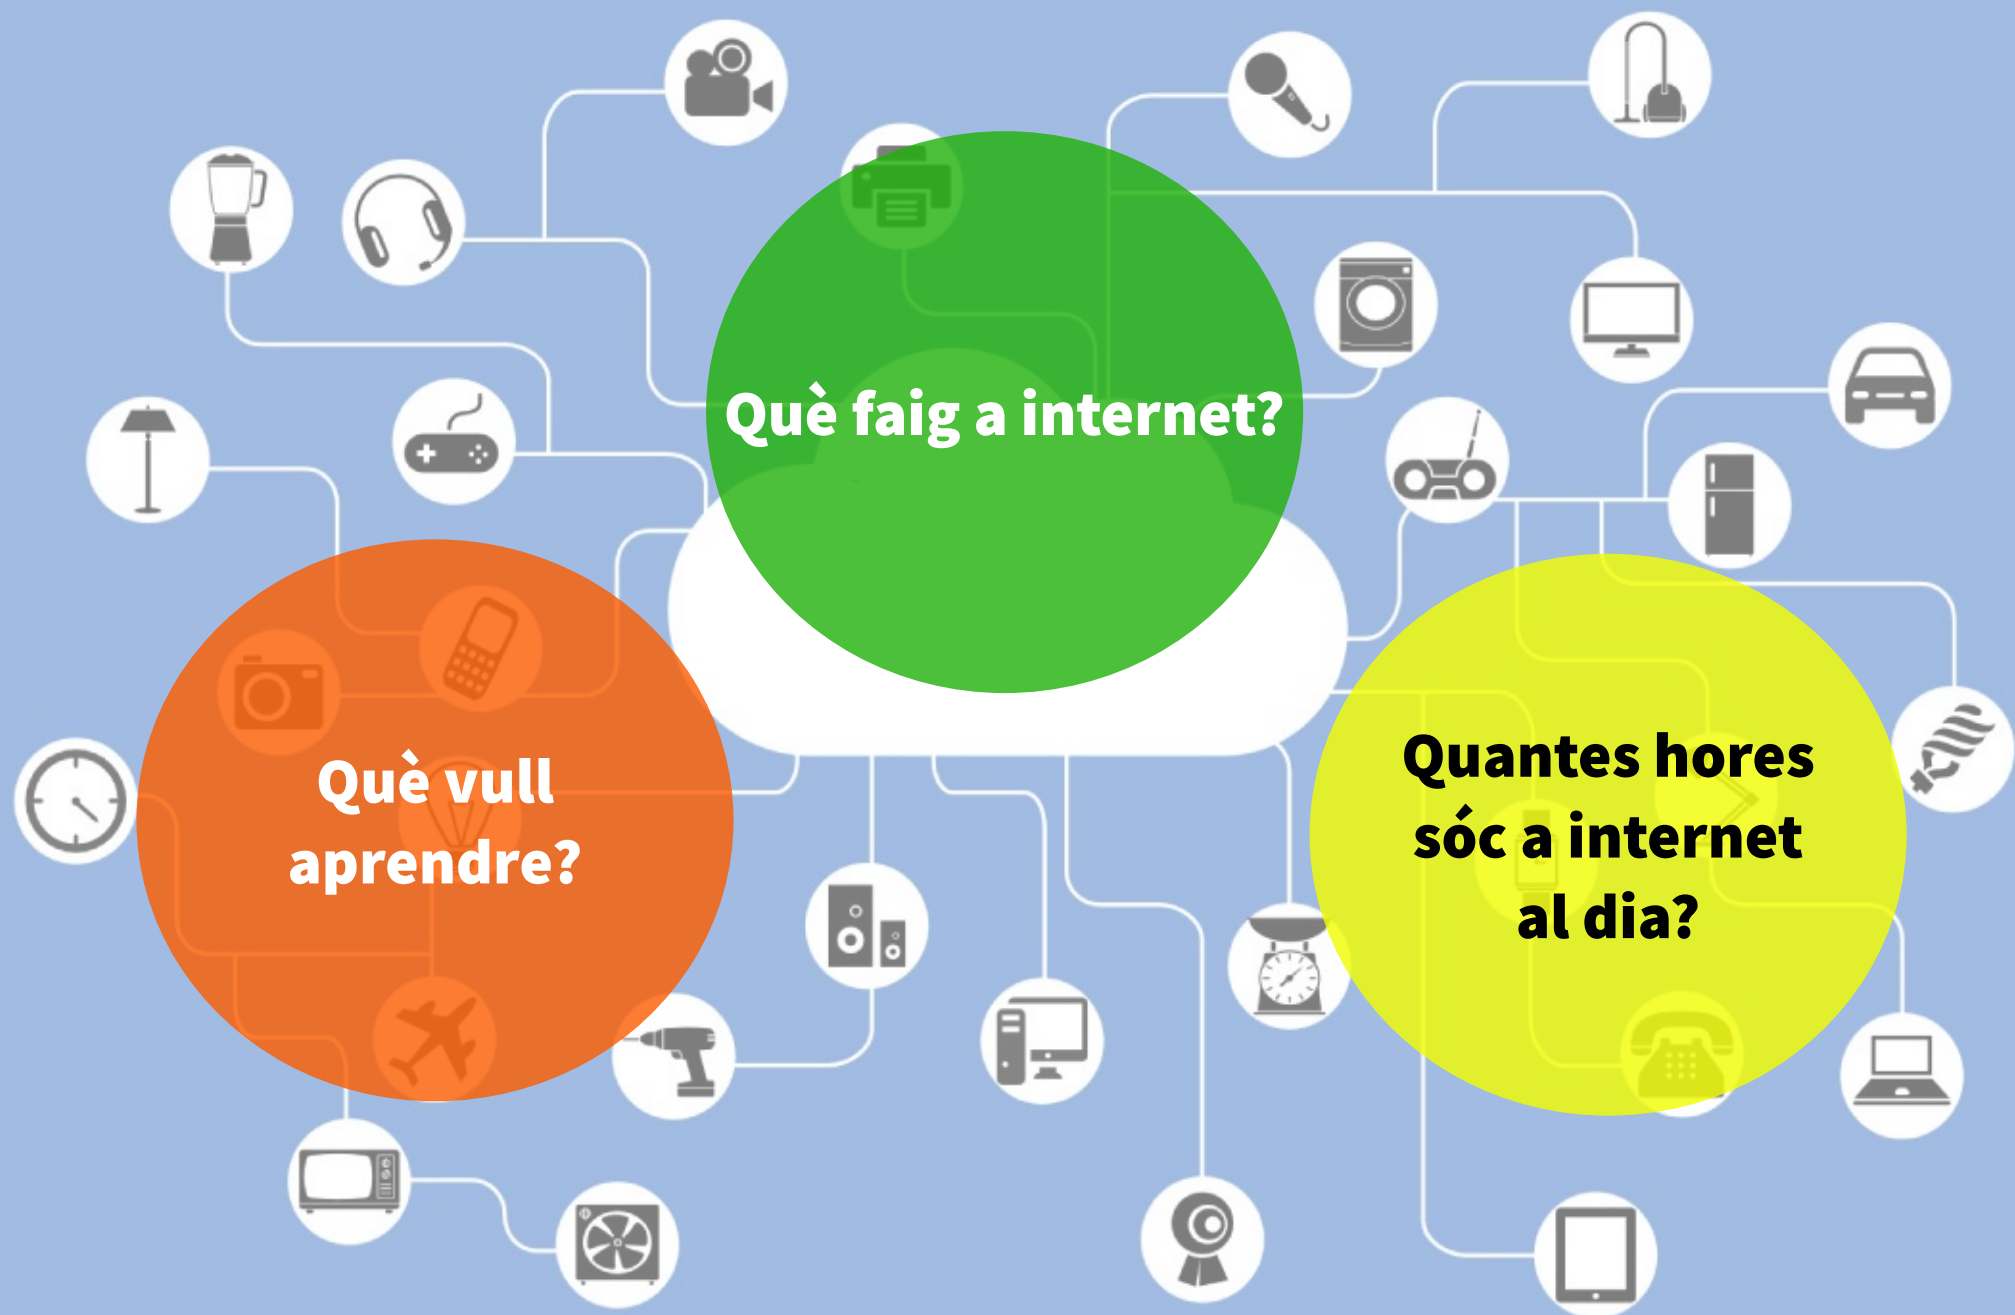 Què faig a internet?
Què vull
aprendre?
Quantes hores
sóc a internet
al dia?